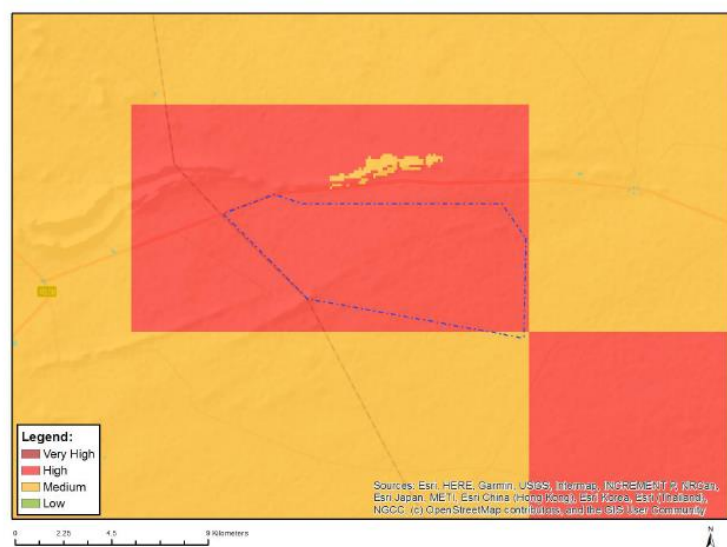 Legend:
Very High
High
Medium
Low
Sources: Esri, HERE, Garmin, USGS, Intermap, INCREMENT P, NRCan,
Esri Japan, METI, Esri China (Hong Kong), Esri Korea, Esri (Thailand),
NGCC, (c) OpenStreetMap contributors, and the GIS User Community
0 2.25 4.5 9 Kilometers
N